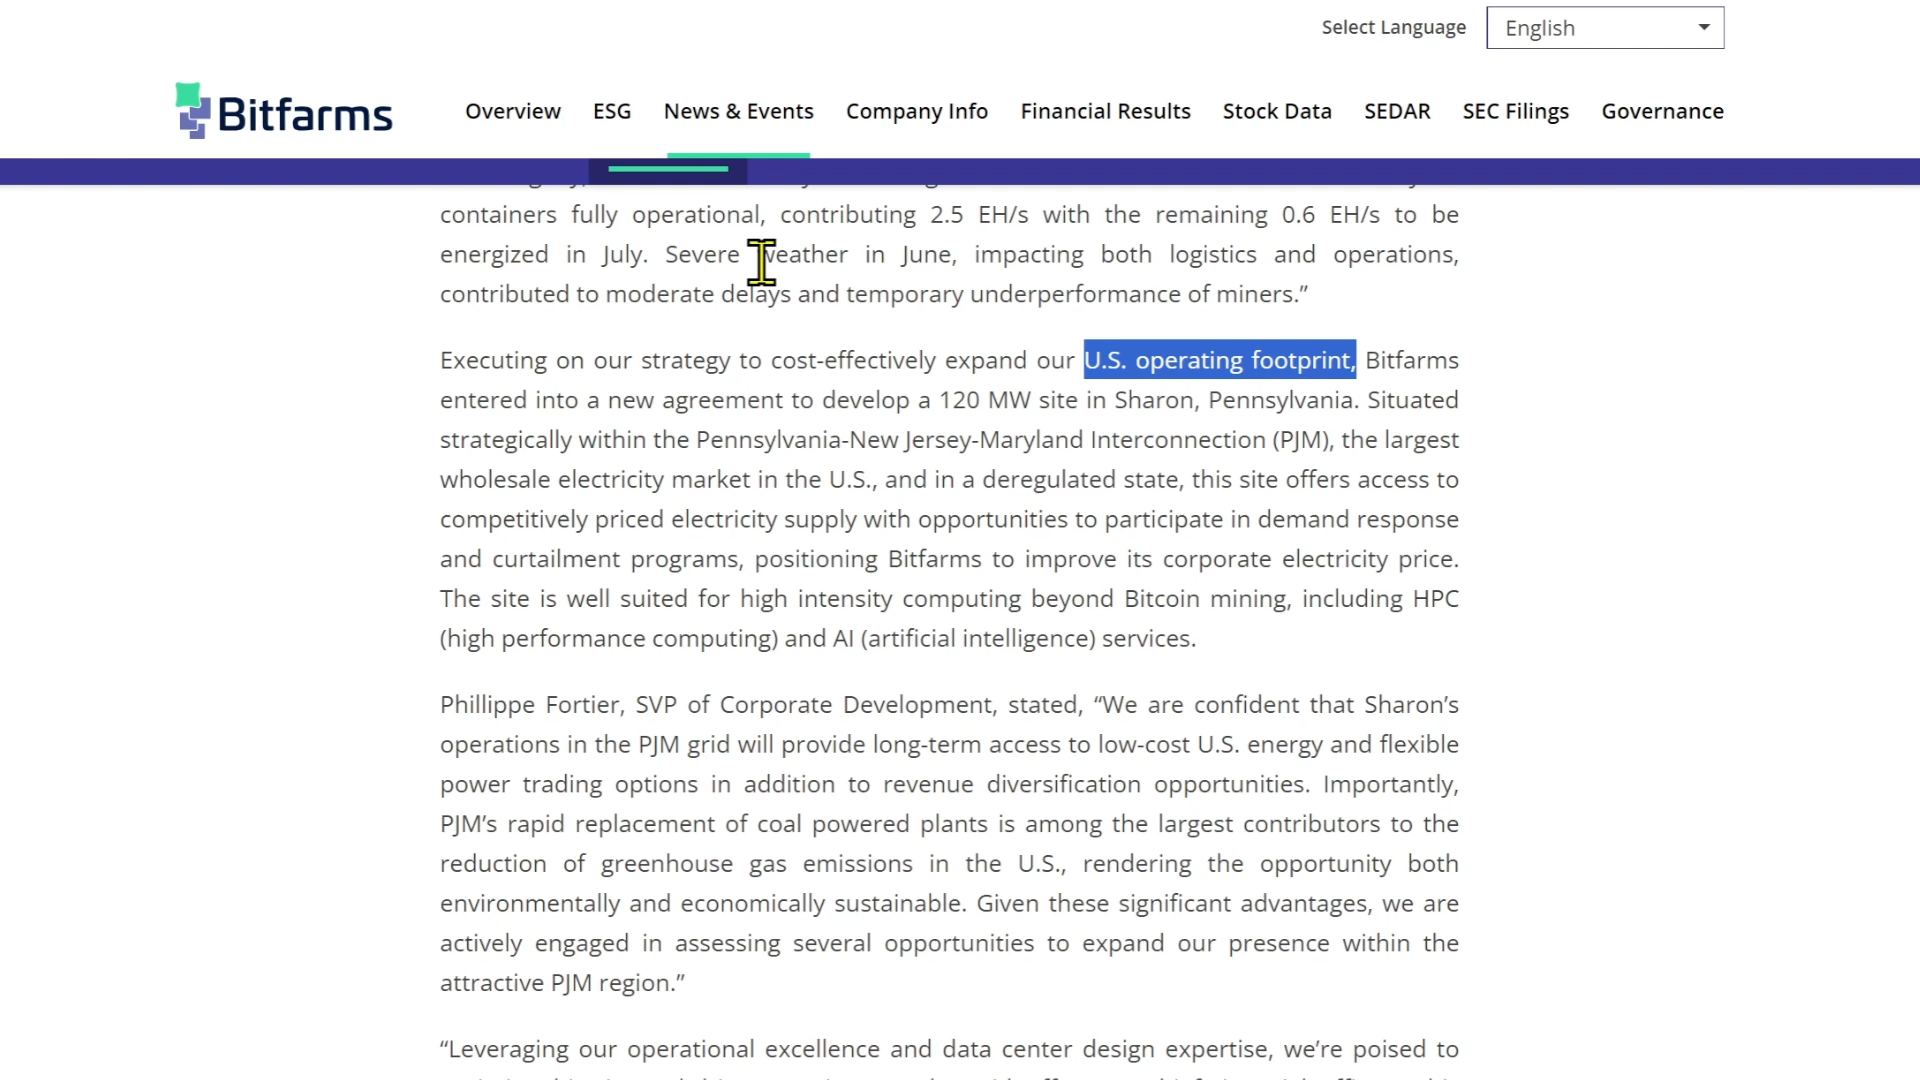 Select Language English
Bitfarms
Overview ESG News & Events Company Info Financial Results Stock Data SEDAR SEC Filings Governance
containers fully operational, contributing 2.5 EH/s with the remaining 0.6 EH/s to be
energized in July. Severe weather in June, impacting both logistics and operations,
contributed to moderate delays and temporary underperformance of miners.”
Executing on our strategy to cost-effectively expand our U.S. operating footprint, Bitfarms
entered into a new agreement to develop a 120 MW site in Sharon, Pennsylvania. Situated
strategically within the Pennsylvania-New Jersey-Maryland Interconnection (PJM), the largest
wholesale electricity market in the U.S., and in a deregulated state, this site offers access to
competitively priced electricity supply with opportunities to participate in demand response
and curtailment programs, positioning Bitfarms to improve its corporate electricity price.
The site is well suited for high intensity computing beyond Bitcoin mining, including HPC
(high performance computing) and AI (artificial intelligence) services.
Phillippe Fortier, SVP of Corporate Development, stated, “We are confident that Sharon’s
operations in the PJM grid will provide long-term access to low-cost U.S. energy and flexible
power trading options in addition to revenue diversification opportunities. Importantly,
PJM’s rapid replacement of coal powered plants is among the largest contributors to the
reduction of greenhouse gas emissions in the U.S., rendering the opportunity both
environmentally and economically sustainable. Given these significant advantages, we are
actively engaged in assessing several opportunities to expand our presence within the
attractive PJM region.”
“Leveraging our operational excellence and data center design expertise, we’re poised to